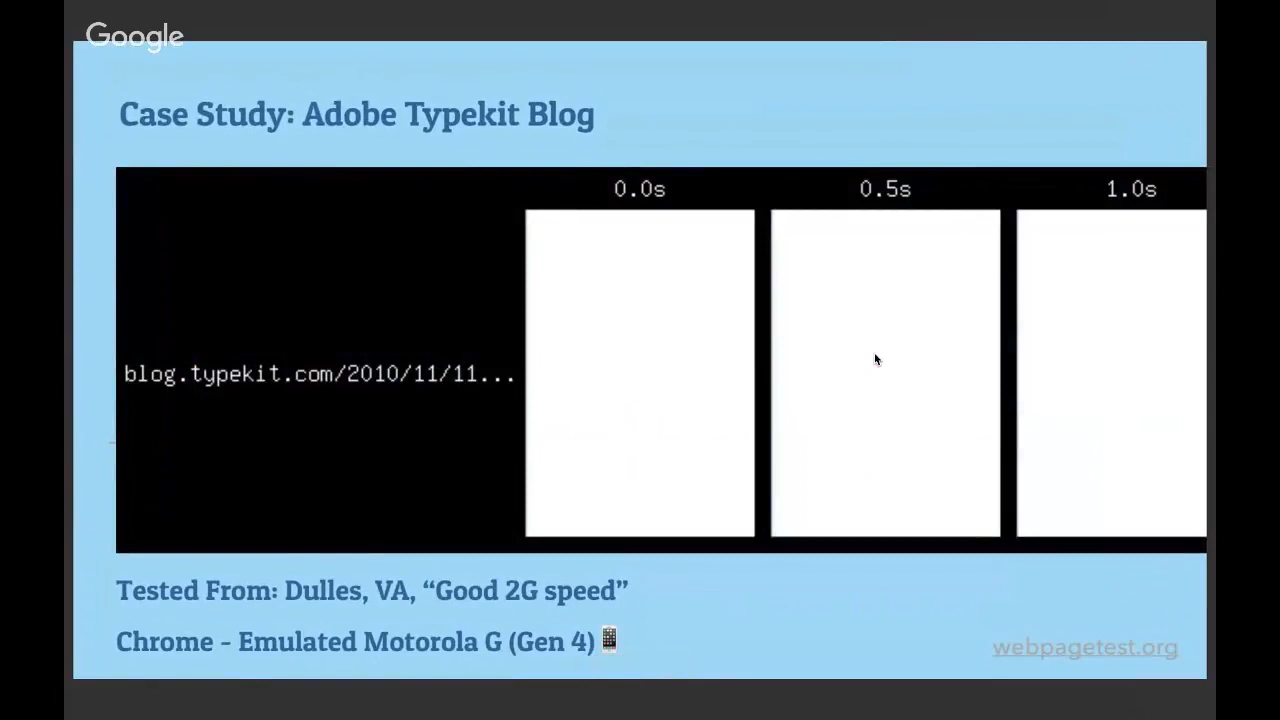 Google
Case Study: Adobe Typekit Blog
0.0s 0.5s 1.0s
blog.typekit.com/2010/11/11...
Tested From: Dulles, VA, “Good 2G speed”
Chrome - Emulated Motorola G (Gen 4)
webpagetest.org